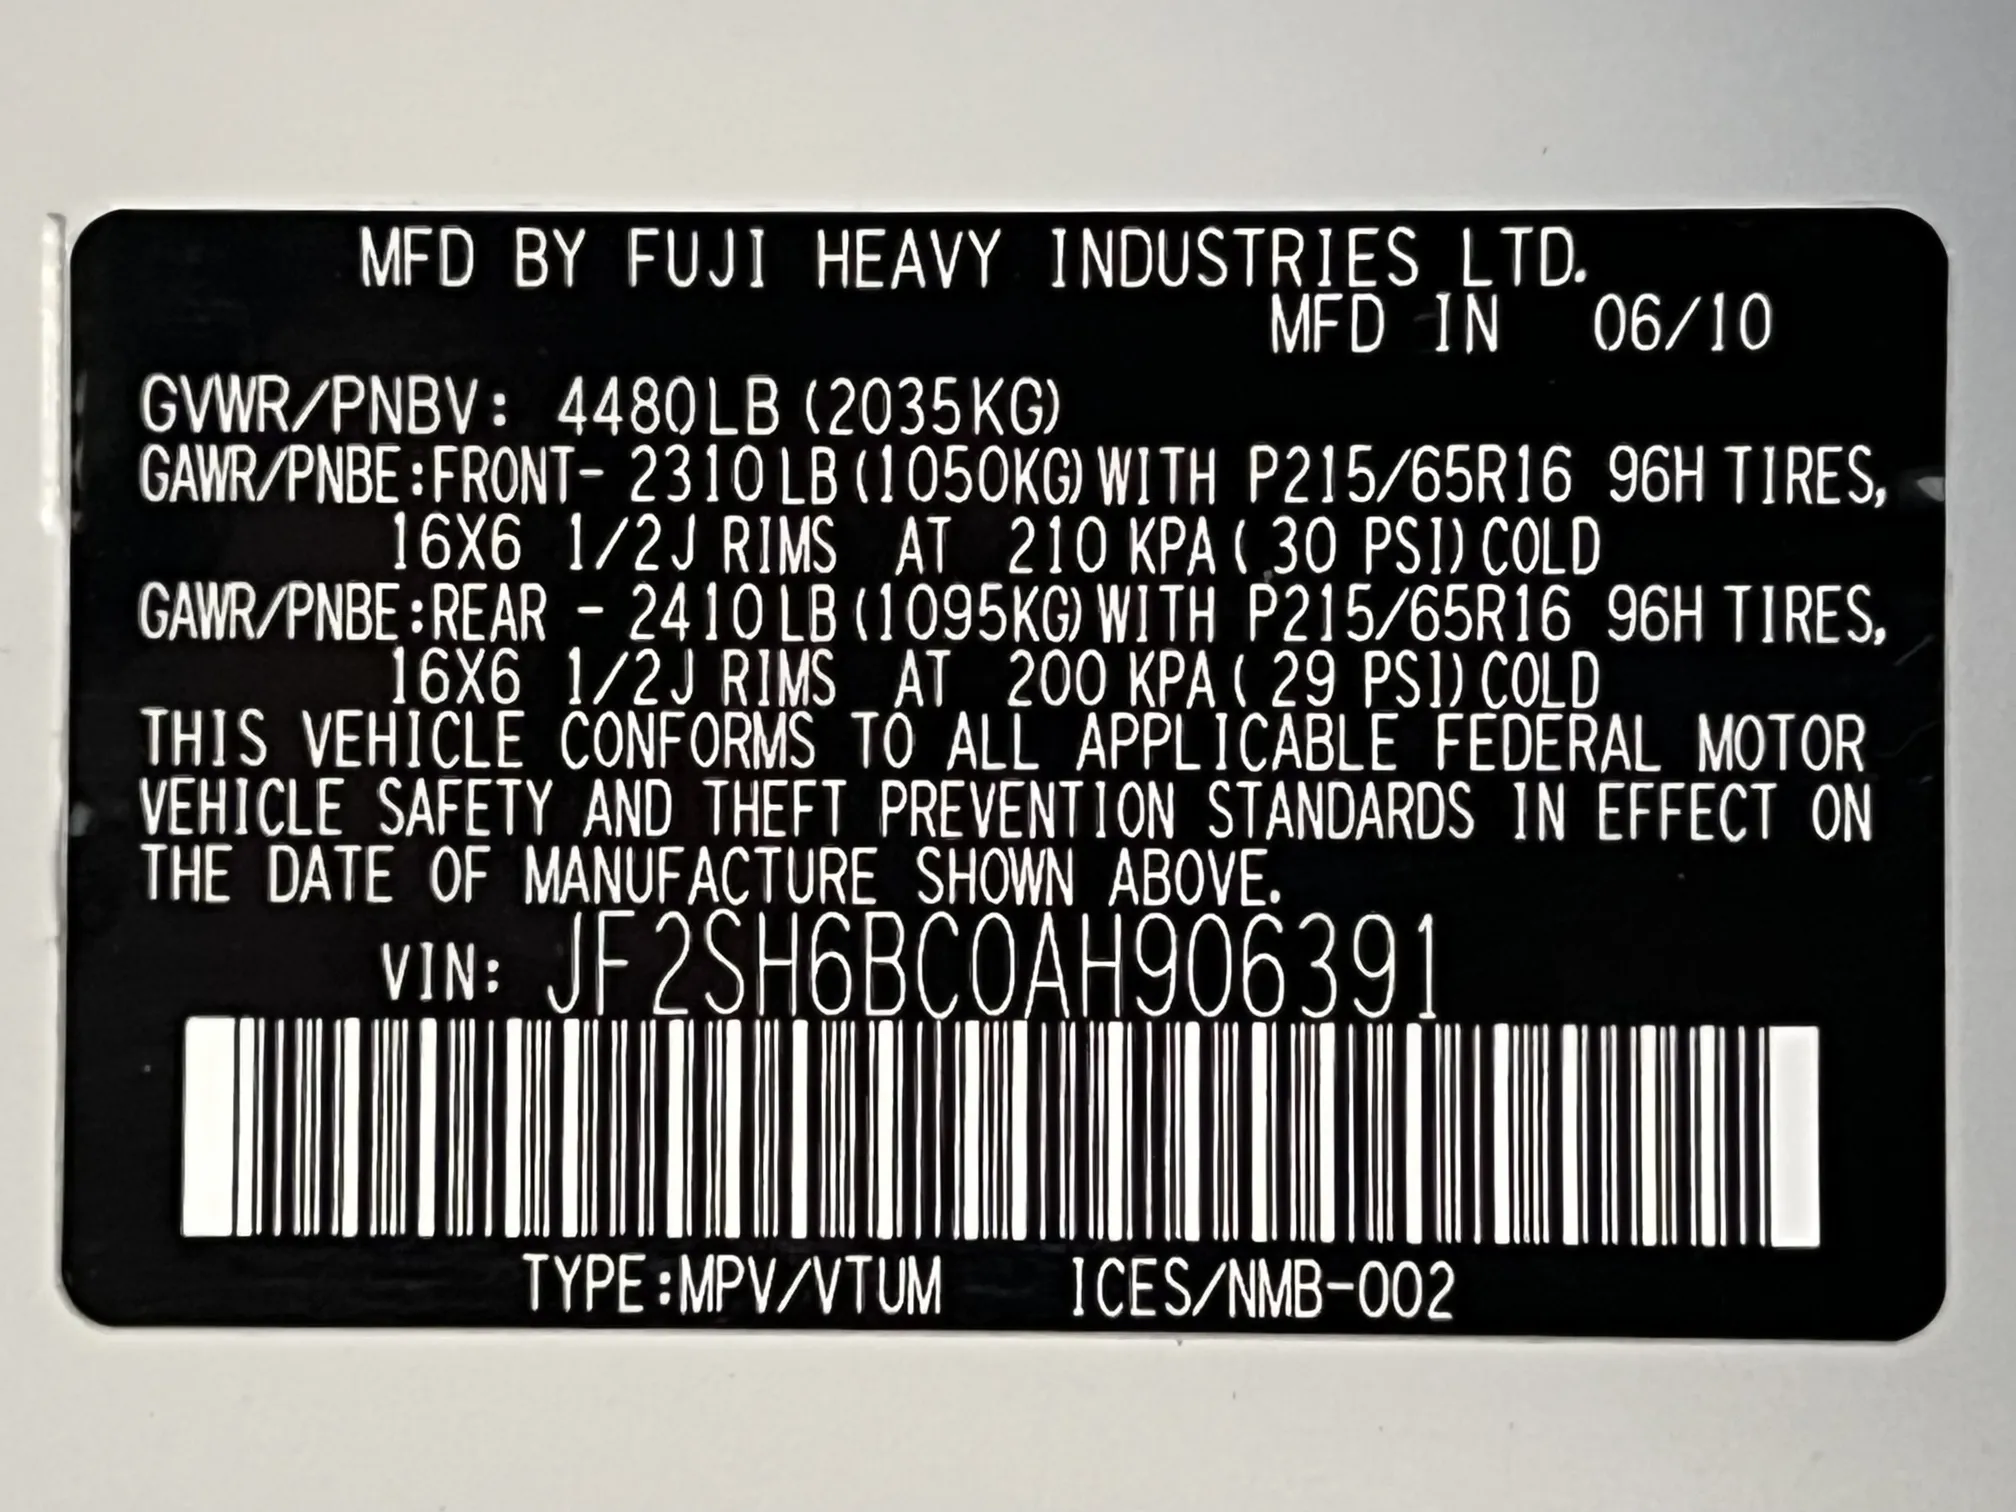 MFD BY FUJI HEAVY INDUSTRIES LTD.
MFD IN 06/10
GVWR/PNBV: 4480LB (2035KG)
GAWR/PNBE:FRONT- 2310LB (1050KG) WITH P215/65R16 96H TIRES,
16X6 1/2J RIMS AT 210 KPA ( 30 PSI) COLD
GAWR/PNBE:REAR - 2410LB (1095KG) WITH P215/65R16 96H TIRES,
16X6 1/2J RIMS AT 200 KPA ( 29 PSI) COLD
THIS VEHICLE CONFORMS TO ALL APPLICABLE FEDERAL MOTOR
VEHICLE SAFETY AND THEFT PREVENTION STANDARDS IN EFFECT ON
THE DATE OF MANUFACTURE SHOWN ABOVE.
VIN: JF2SH6BC0AH906391
TYPE:MPV/VTUM ICES/NMB-002